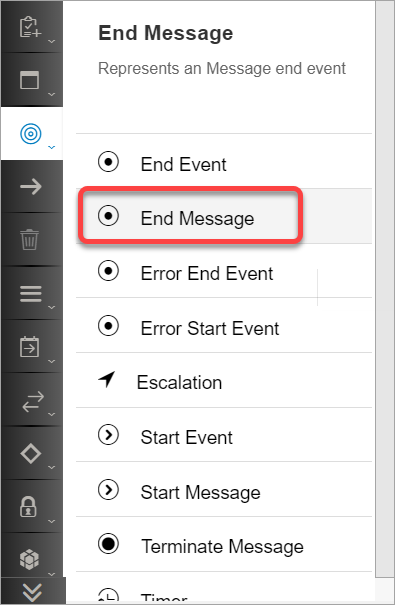 End Message
Represents an Message end event
End Event
End Message
Error End Event
Error Start Event
Escalation
Start Event
Start Message
Terminate Message
Timer